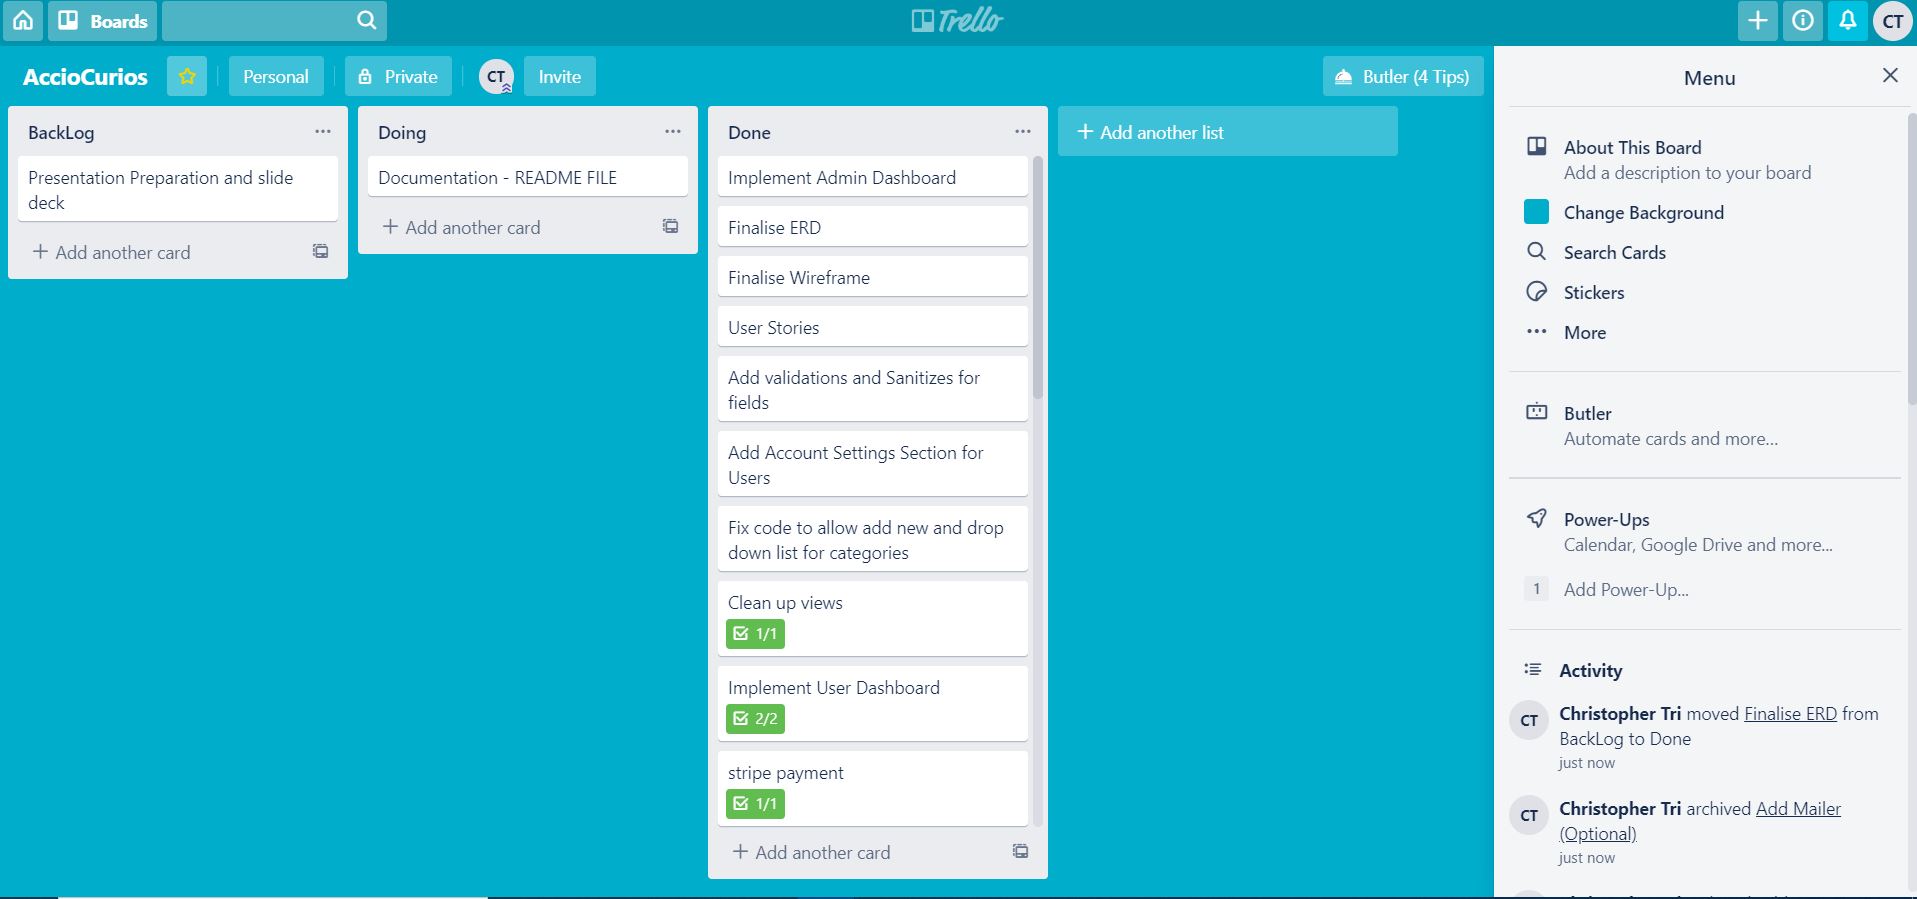 Boards
Trello
CT
AccioCurios
Personal
Private
CT
Invite
Butler (4 Tips)
BackLog
Presentation Preparation and slide
deck
+ Add another card
Doing
Documentation - README FILE
+ Add another card
Done
Implement Admin Dashboard
Finalise ERD
Finalise Wireframe
User Stories
Add validations and Sanitizes for
fields
Add Account Settings Section for
Users
Fix code to allow add new and drop
down list for categories
Clean up views
1/1
Implement User Dashboard
2/2
stripe payment
1/1
+ Add another card
+ Add another list
Menu
About This Board
Add a description to your board
Change Background
Search Cards
Stickers
More
Butler
Automate cards and more...
Power-Ups
Calendar, Google Drive and more...
1 Add Power-Up...
Activity
CT
Christopher Tri moved Finalise ERD from
BackLog to Done
just now
CT
Christopher Tri archived Add Mailer
(Optional)
just now